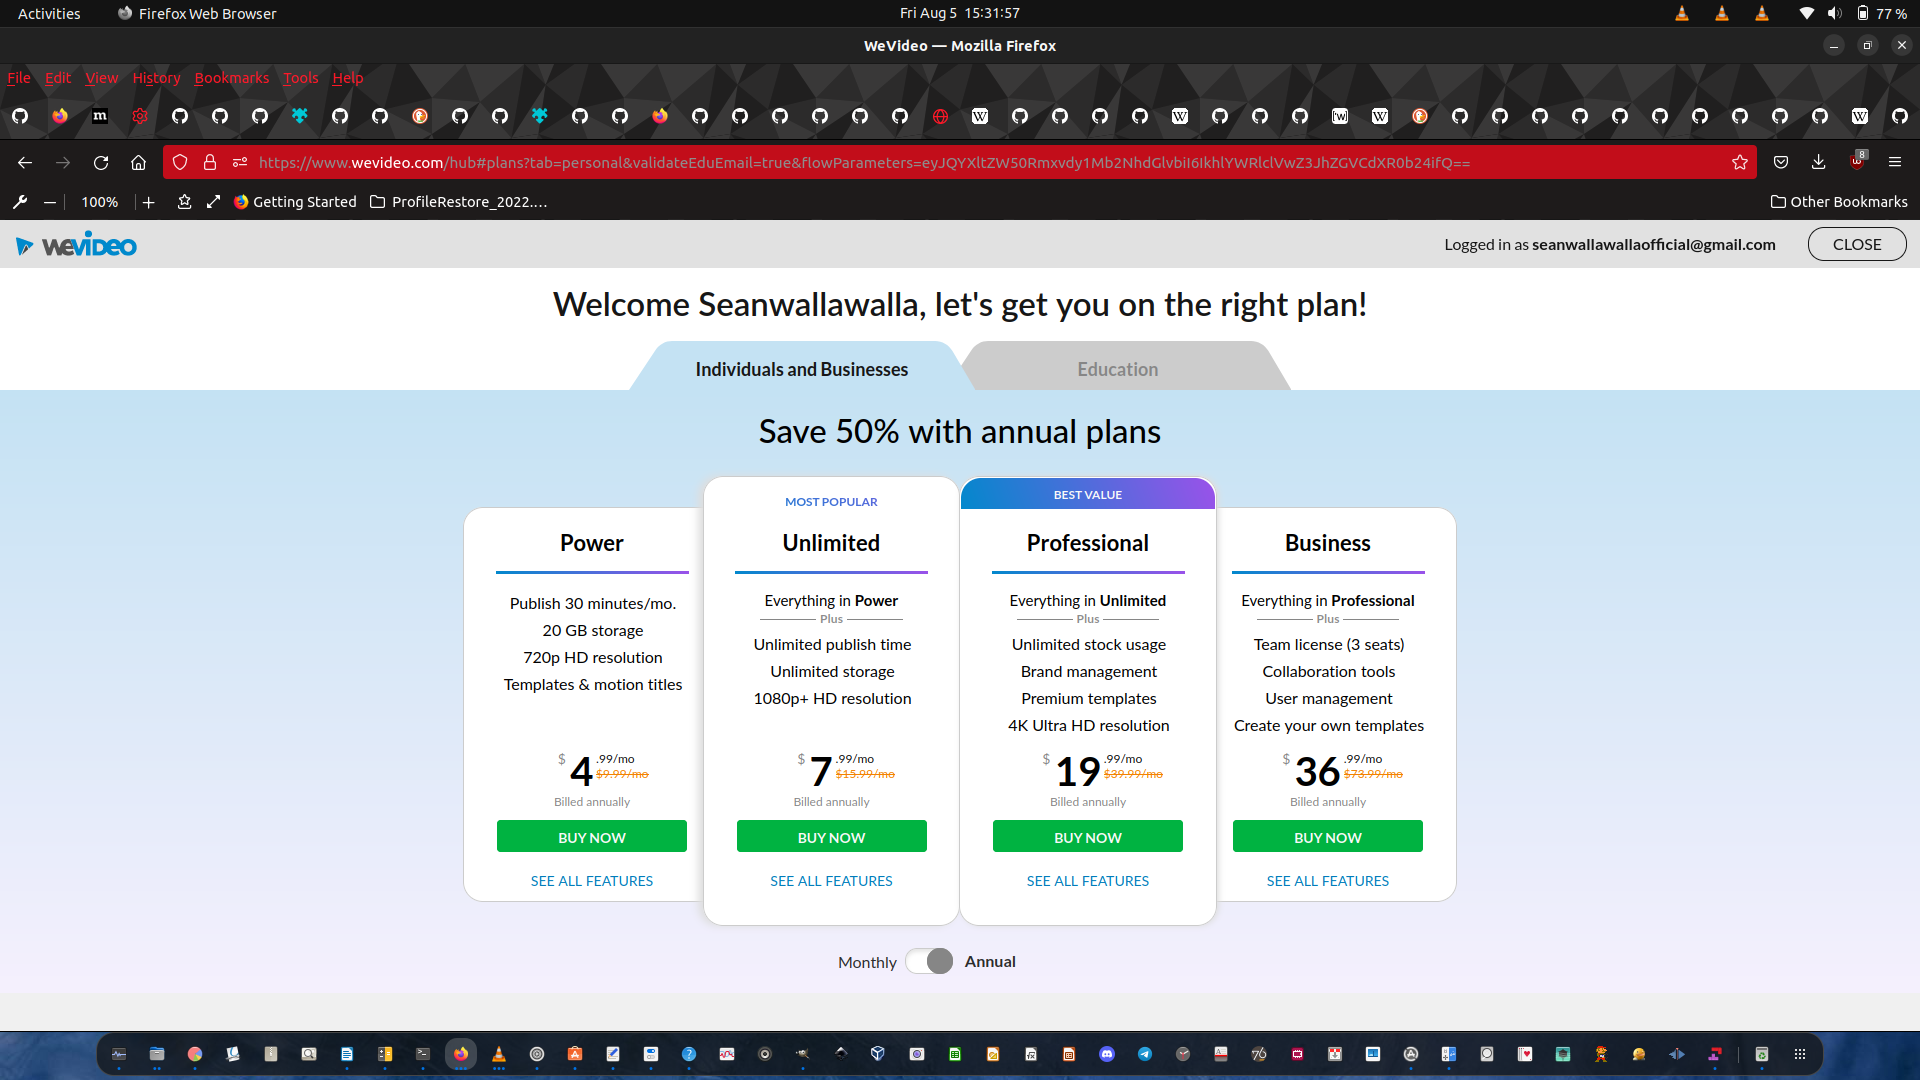 Activities
Firefox Web Browser
Fri Aug 5 15:31:57
77 %
WeVideo — Mozilla Firefox
File Edit View History Bookmarks Tools Help
https://www.wevideo.com/hub#plans?tab=personal&validateEduEmail=true&flowParameters=eyJQYXltZW50Rmxvdy1Mb2NhdGlvbiI6IkhlYWRlclVwZ3JhZGVCdXR0b24ifQ==
8
100%
Getting Started
ProfileRestore_2022.…
Other Bookmarks
WEVIDEO
Logged in as seanwallawallaofficial@gmail.com
CLOSE
Welcome Seanwallawalla, let's get you on the right plan!
Individuals and Businesses
Education
Save 50% with annual plans
Power
Publish 30 minutes/mo.
20 GB storage
720p HD resolution
Templates & motion titles
$ 4 .99/mo
$9.99/mo
Billed annually
BUY NOW
SEE ALL FEATURES
MOST POPULAR
Unlimited
Everything in Power
Plus
Unlimited publish time
Unlimited storage
1080p+ HD resolution
$ 7 .99/mo
$15.99/mo
Billed annually
BUY NOW
SEE ALL FEATURES
BEST VALUE
Professional
Everything in Unlimited
Plus
Unlimited stock usage
Brand management
Premium templates
4K Ultra HD resolution
$ 19 .99/mo
$39.99/mo
Billed annually
BUY NOW
SEE ALL FEATURES
Business
Everything in Professional
Plus
Team license (3 seats)
Collaboration tools
User management
Create your own templates
$ 36 .99/mo
$73.99/mo
Billed annually
BUY NOW
SEE ALL FEATURES
Monthly
Annual